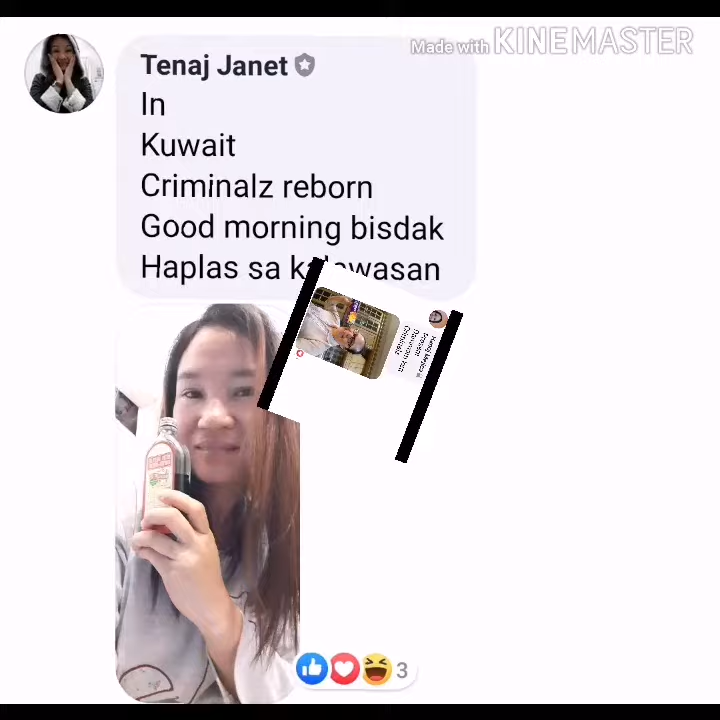 Made with KINEMASTER
Tenaj Janet
In
Kuwait
Criminalz reborn
Good morning bisdak
Haplas sa
3